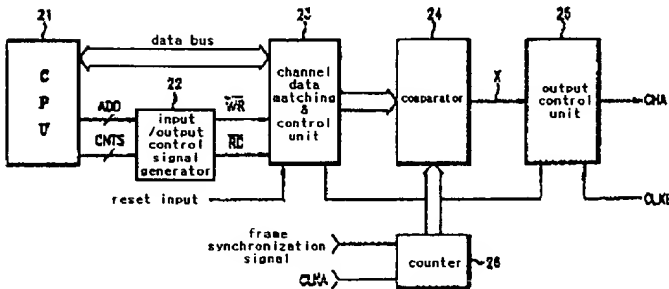 21
23
24
25
data bus
C
P
U
22
ADD
CNTS
input
/output
control
signal
generator
WR
RD
channel
data
matching
&
control
unit
comparator
X
output
control
unit
CHA
CLKB
reset input
frame
synchronization
signal
CLKA
counter
26